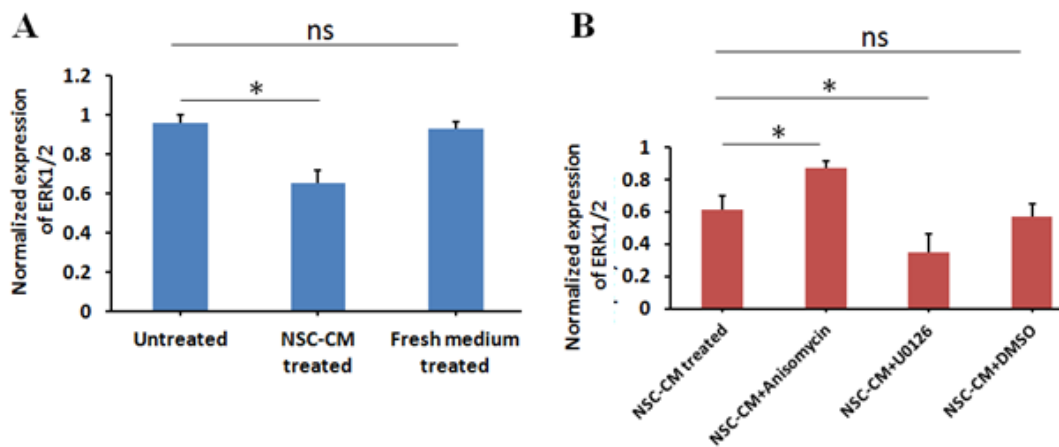 A
ns
*
Normalized expression
of ERK1/2
1.2
1
0.8
0.6
0.4
0.2
0
Untreated
NSC-CM
treated
Fresh medium
treated
B
ns
*
*
Normalized expression
of ERK1/2
1
0.8
0.6
0.4
0.2
0
NSC-CM treated
NSC-CM+Anisomycin
NSC-CM+U0126
NSC-CM+DMSO